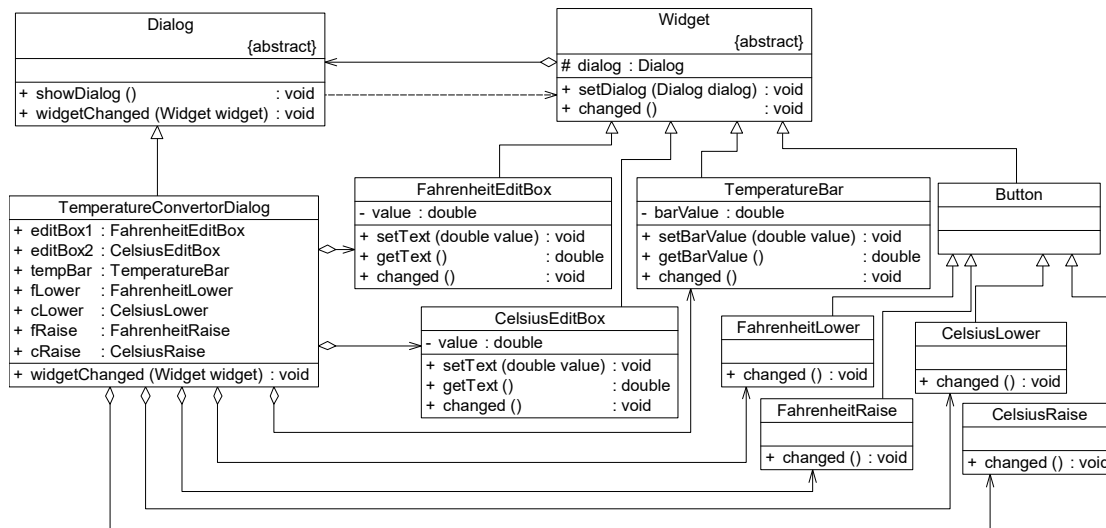 Dialog
{abstract}
+ showDialog () : void
+ widgetChanged (Widget widget) : void
Widget
{abstract}
# dialog : Dialog
+ setDialog (Dialog dialog) : void
+ changed () : void
TemperatureConvertorDialog
+ editBox1 : FahrenheitEditBox
+ editBox2 : CelsiusEditBox
+ tempBar : TemperatureBar
+ fLower : FahrenheitLower
+ cLower : CelsiusLower
+ fRaise : FahrenheitRaise
+ cRaise : CelsiusRaise
+ widgetChanged (Widget widget) : void
FahrenheitEditBox
- value : double
+ setText (double value) : void
+ getText () : double
+ changed () : void
TemperatureBar
- barValue : double
+ setBarValue (double value) : void
+ getBarValue () : double
+ changed () : void
Button
CelsiusEditBox
- value : double
+ setText (double value) : void
+ getText () : double
+ changed () : void
FahrenheitLower
+ changed () : void
CelsiusLower
+ changed () : void
FahrenheitRaise
+ changed () : void
CelsiusRaise
+ changed () : void